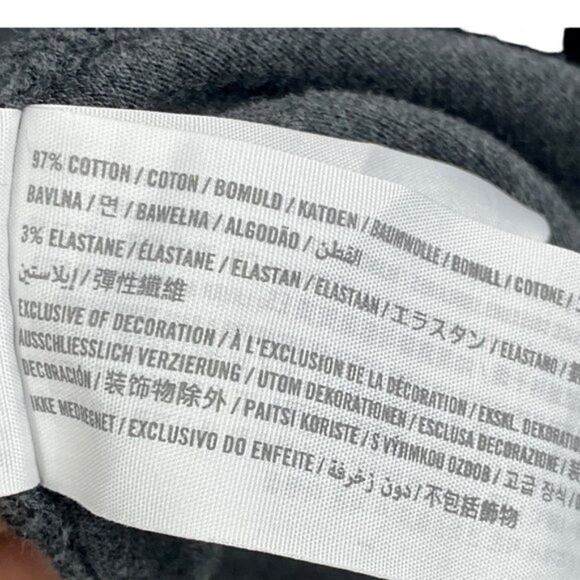 97% COTTON / COTON / BOMULD / KATOEN / BAUMWOLLE / BOMULL / COTONE /
BAVLNA / 면 / BAWEŁNA / ALGODÃO / القطن
3% ELASTANE / ÉLASTANE / ELASTAN / ELASTAAN / エラスタン / ELASTANO /
إيلاستين / 彈性纖維
EXCLUSIVE OF DECORATION / À L'EXCLUSION DE LA DÉCORATION / EKSKL. DEKORATION
AUSSCHLIESSLICH VERZIERUNG / UTOM DEKORATIONEN / ESCLUSA DECORAZIONE /
DECORACIÓN / 装饰物除外 / PAITSI KORISTE / S VÝJIMKOU OZDOB / 고급 장식 /
IKKE MEDREGNET / EXCLUSIVO DO ENFEITE / دون زخرفة / 不包括飾物